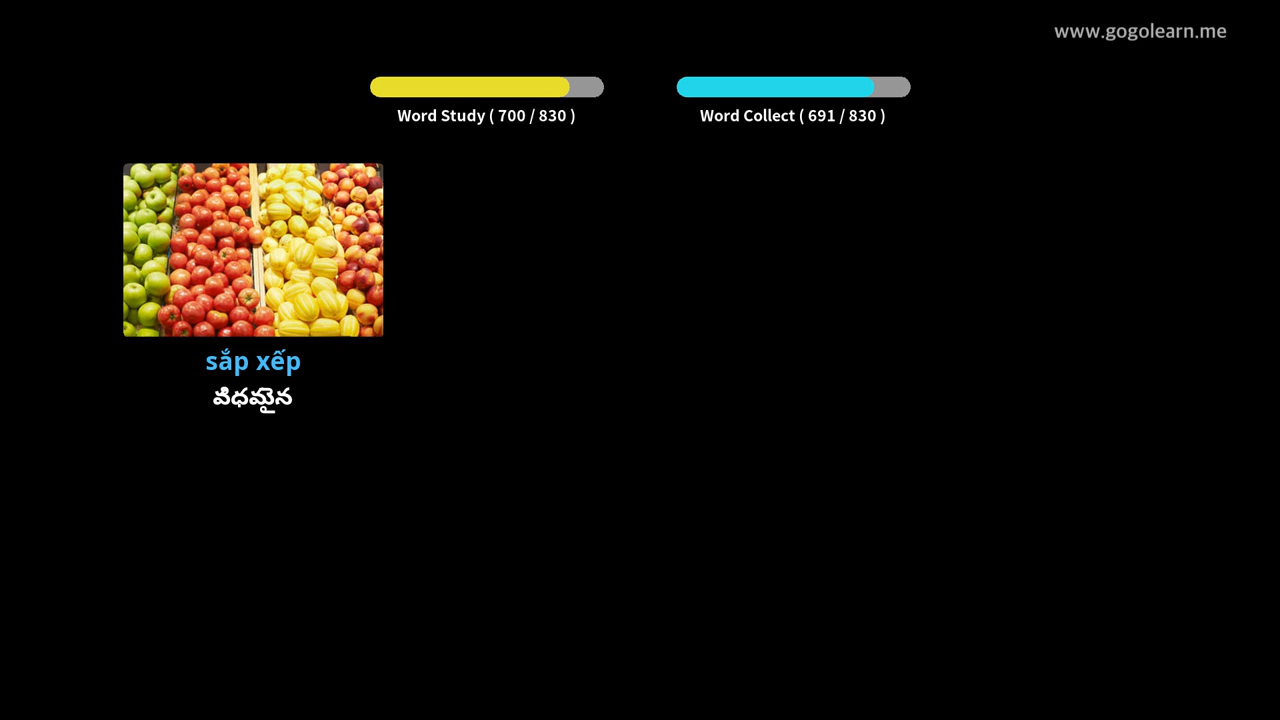 www.gogolearn.me
Word Study ( 700 / 830 )
Word Collect ( 691 / 830 )
sắp xếp
విధమైన